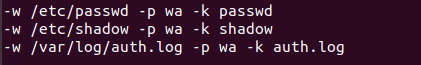 -w /etc/passwd -p wa -k passwd
-w /etc/shadow -p wa -k shadow
-w /var/log/auth.log -p wa -k auth.log